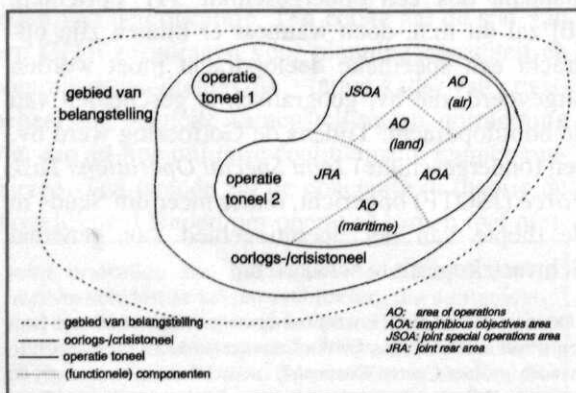 gebied van
belangstelling
operatie
toneel 1
JSOA
AO
(air)
AO
(land)
operatie
toneel 2
JRA
AOA
AO
(maritime)
oorlogs-/crisistoneel
gebied van belangstelling
oorlogs-/crisistoneel
operatie toneel
(functionele) componenten
AO: area of operations
AOA: amphibious objectives area
JSOA: joint special operations area
JRA: joint rear area